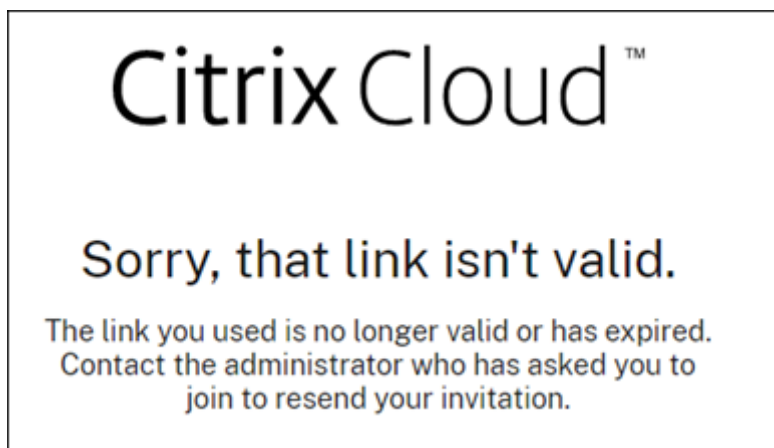 Citrix Cloud™
Sorry, that link isn't valid.
The link you used is no longer valid or has expired.
Contact the administrator who has asked you to
join to resend your invitation.